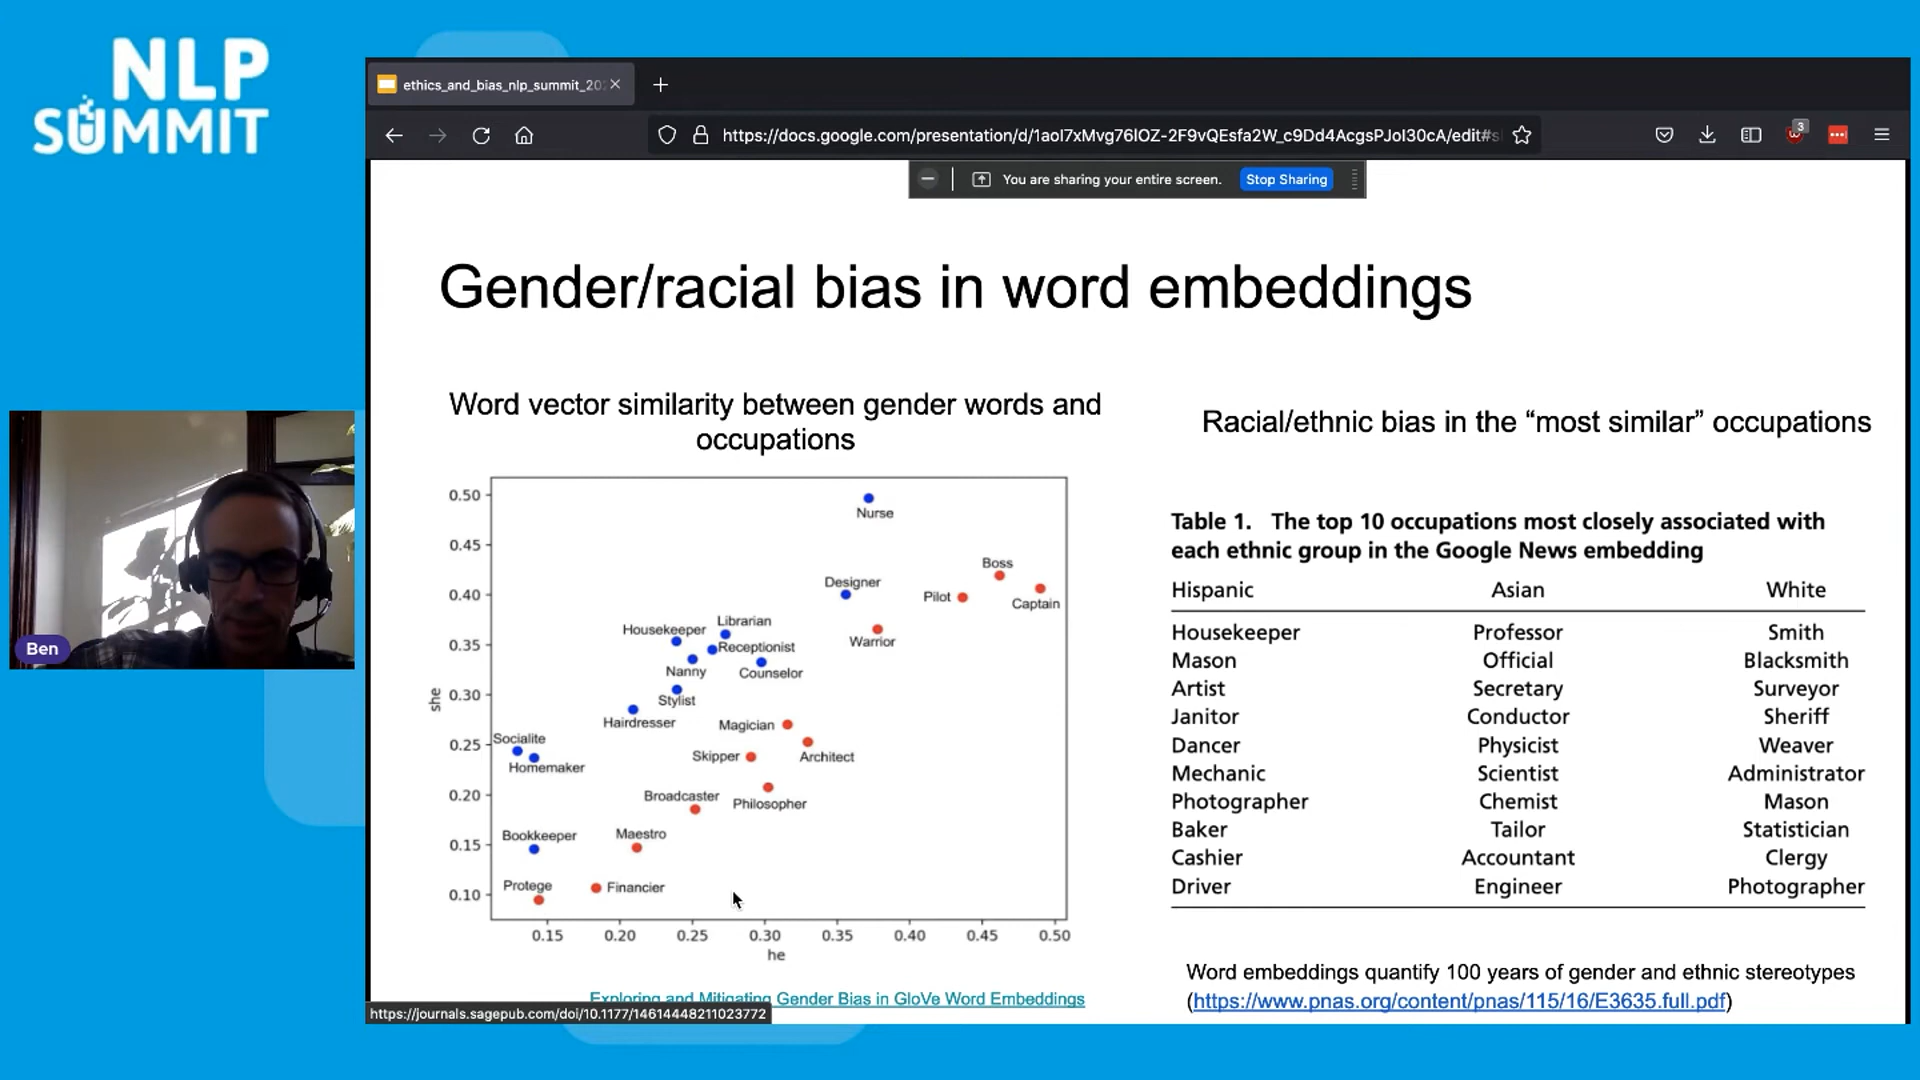 NLP
SUMMIT
ethics_and_bias_nlp_summit_20
https://docs.google.com/presentation/d/1aoI7xMvg76IOZ-2F9vQEsfa2W_c9Dd4AcgsPJoI30cA/edit#s
3
You are sharing your entire screen.
Stop Sharing
Gender/racial bias in word embeddings
Word vector similarity between gender words and
occupations
0.50
0.45
0.40
0.35
0.30
0.25
0.20
0.15
0.10
she
Nurse
Boss
Designer
Pilot
Captain
Librarian
Housekeeper
Warrior
Receptionist
Nanny
Counselor
Stylist
Hairdresser
Magician
Socialite
Skipper
Architect
Homemaker
Broadcaster
Philosopher
Bookkeeper
Maestro
Protege
Financier
0.15 0.20 0.25 0.30 0.35 0.40 0.45 0.50
he
Exploring and Mitigating Gender Bias in GloVe Word Embeddings
https://journals.sagepub.com/doi/10.1177/14614448211023772
Racial/ethnic bias in the “most similar” occupations
Table 1. The top 10 occupations most closely associated with
each ethnic group in the Google News embedding
Hispanic Asian White
Housekeeper Professor Smith
Mason Official Blacksmith
Artist Secretary Surveyor
Janitor Conductor Sheriff
Dancer Physicist Weaver
Mechanic Scientist Administrator
Photographer Chemist Mason
Baker Tailor Statistician
Cashier Accountant Clergy
Driver Engineer Photographer
Word embeddings quantify 100 years of gender and ethnic stereotypes
(https://www.pnas.org/content/pnas/115/16/E3635.full.pdf)
Ben